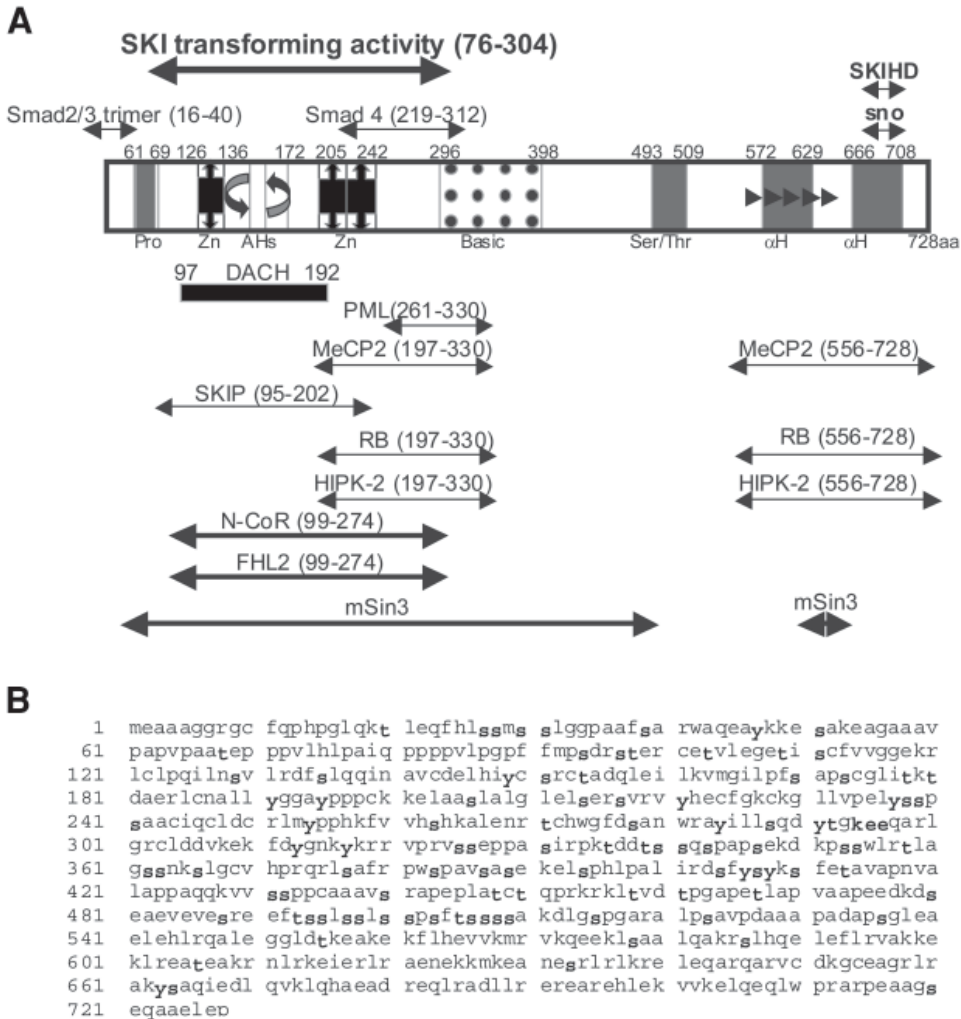 A
SKI transforming activity (76-304)
SKIHD
Smad2/3 trimer (16-40) Smad 4 (219-312) sno
61 69 126 136 172 205 242 296 398 493 509 572 629 666 708
Pro Zn AHs Zn Basic Ser/Thr αH αH 728aa
97 DACH 192
PML(261-330)
MeCP2 (197-330) MeCP2 (556-728)
SKIP (95-202)
RB (197-330) RB (556-728)
HIPK-2 (197-330) HIPK-2 (556-728)
N-CoR (99-274)
FHL2 (99-274)
mSin3 mSin3
B
1 meaaaggrgc fqphpglqkt leqfhlssms slggpaafsa rwaqeaykke sakeagaaav
61 papvpaatep ppvlhlpaiq ppppvlpgpf fmpsdrster cetvlegeti scfvvggekr
121 lclpqilnsv lrdfslqqin avcdelhiyc srctadqlei lkvmgilpfs apscglitkt
181 daerlcnall yggaypppck kelaaslalg lelsersvrv yhecfgkckg llvpelyssp
241 saaciqcldc rlmypphkfv vhshkalenr tchwgfdsan wrayillsqd ytgkeeqarl
301 grclddvkek fdygnkykrr vprvsseppa sirpktddts sqspapsekd kpsswlrtla
361 gssnkslgcv hprqrlsafr pwspavsase kelsphlpal irdsfysyks fetavapnva
421 lappaqqkvv ssppcaaavs rapeplatct qprkrkltvd tpgapetlap vaapeedkds
481 eaevevesre eftsslssls spsftssssa kdlgspgara lpsavpdaaa padapsglea
541 elehlrqale ggldtkeake kflhevvkmr vkqeeklsaa lqakrslhqe leflrvakke
601 klreateakr nlrkeierlr aenekkmkea nesrlrlkre leqarqarvc dkgceagrlr
661 akysaqiedl qvklqhaead reqlradllr erearehlek vvkelqeqlw prarpeaags
721 egaaelep